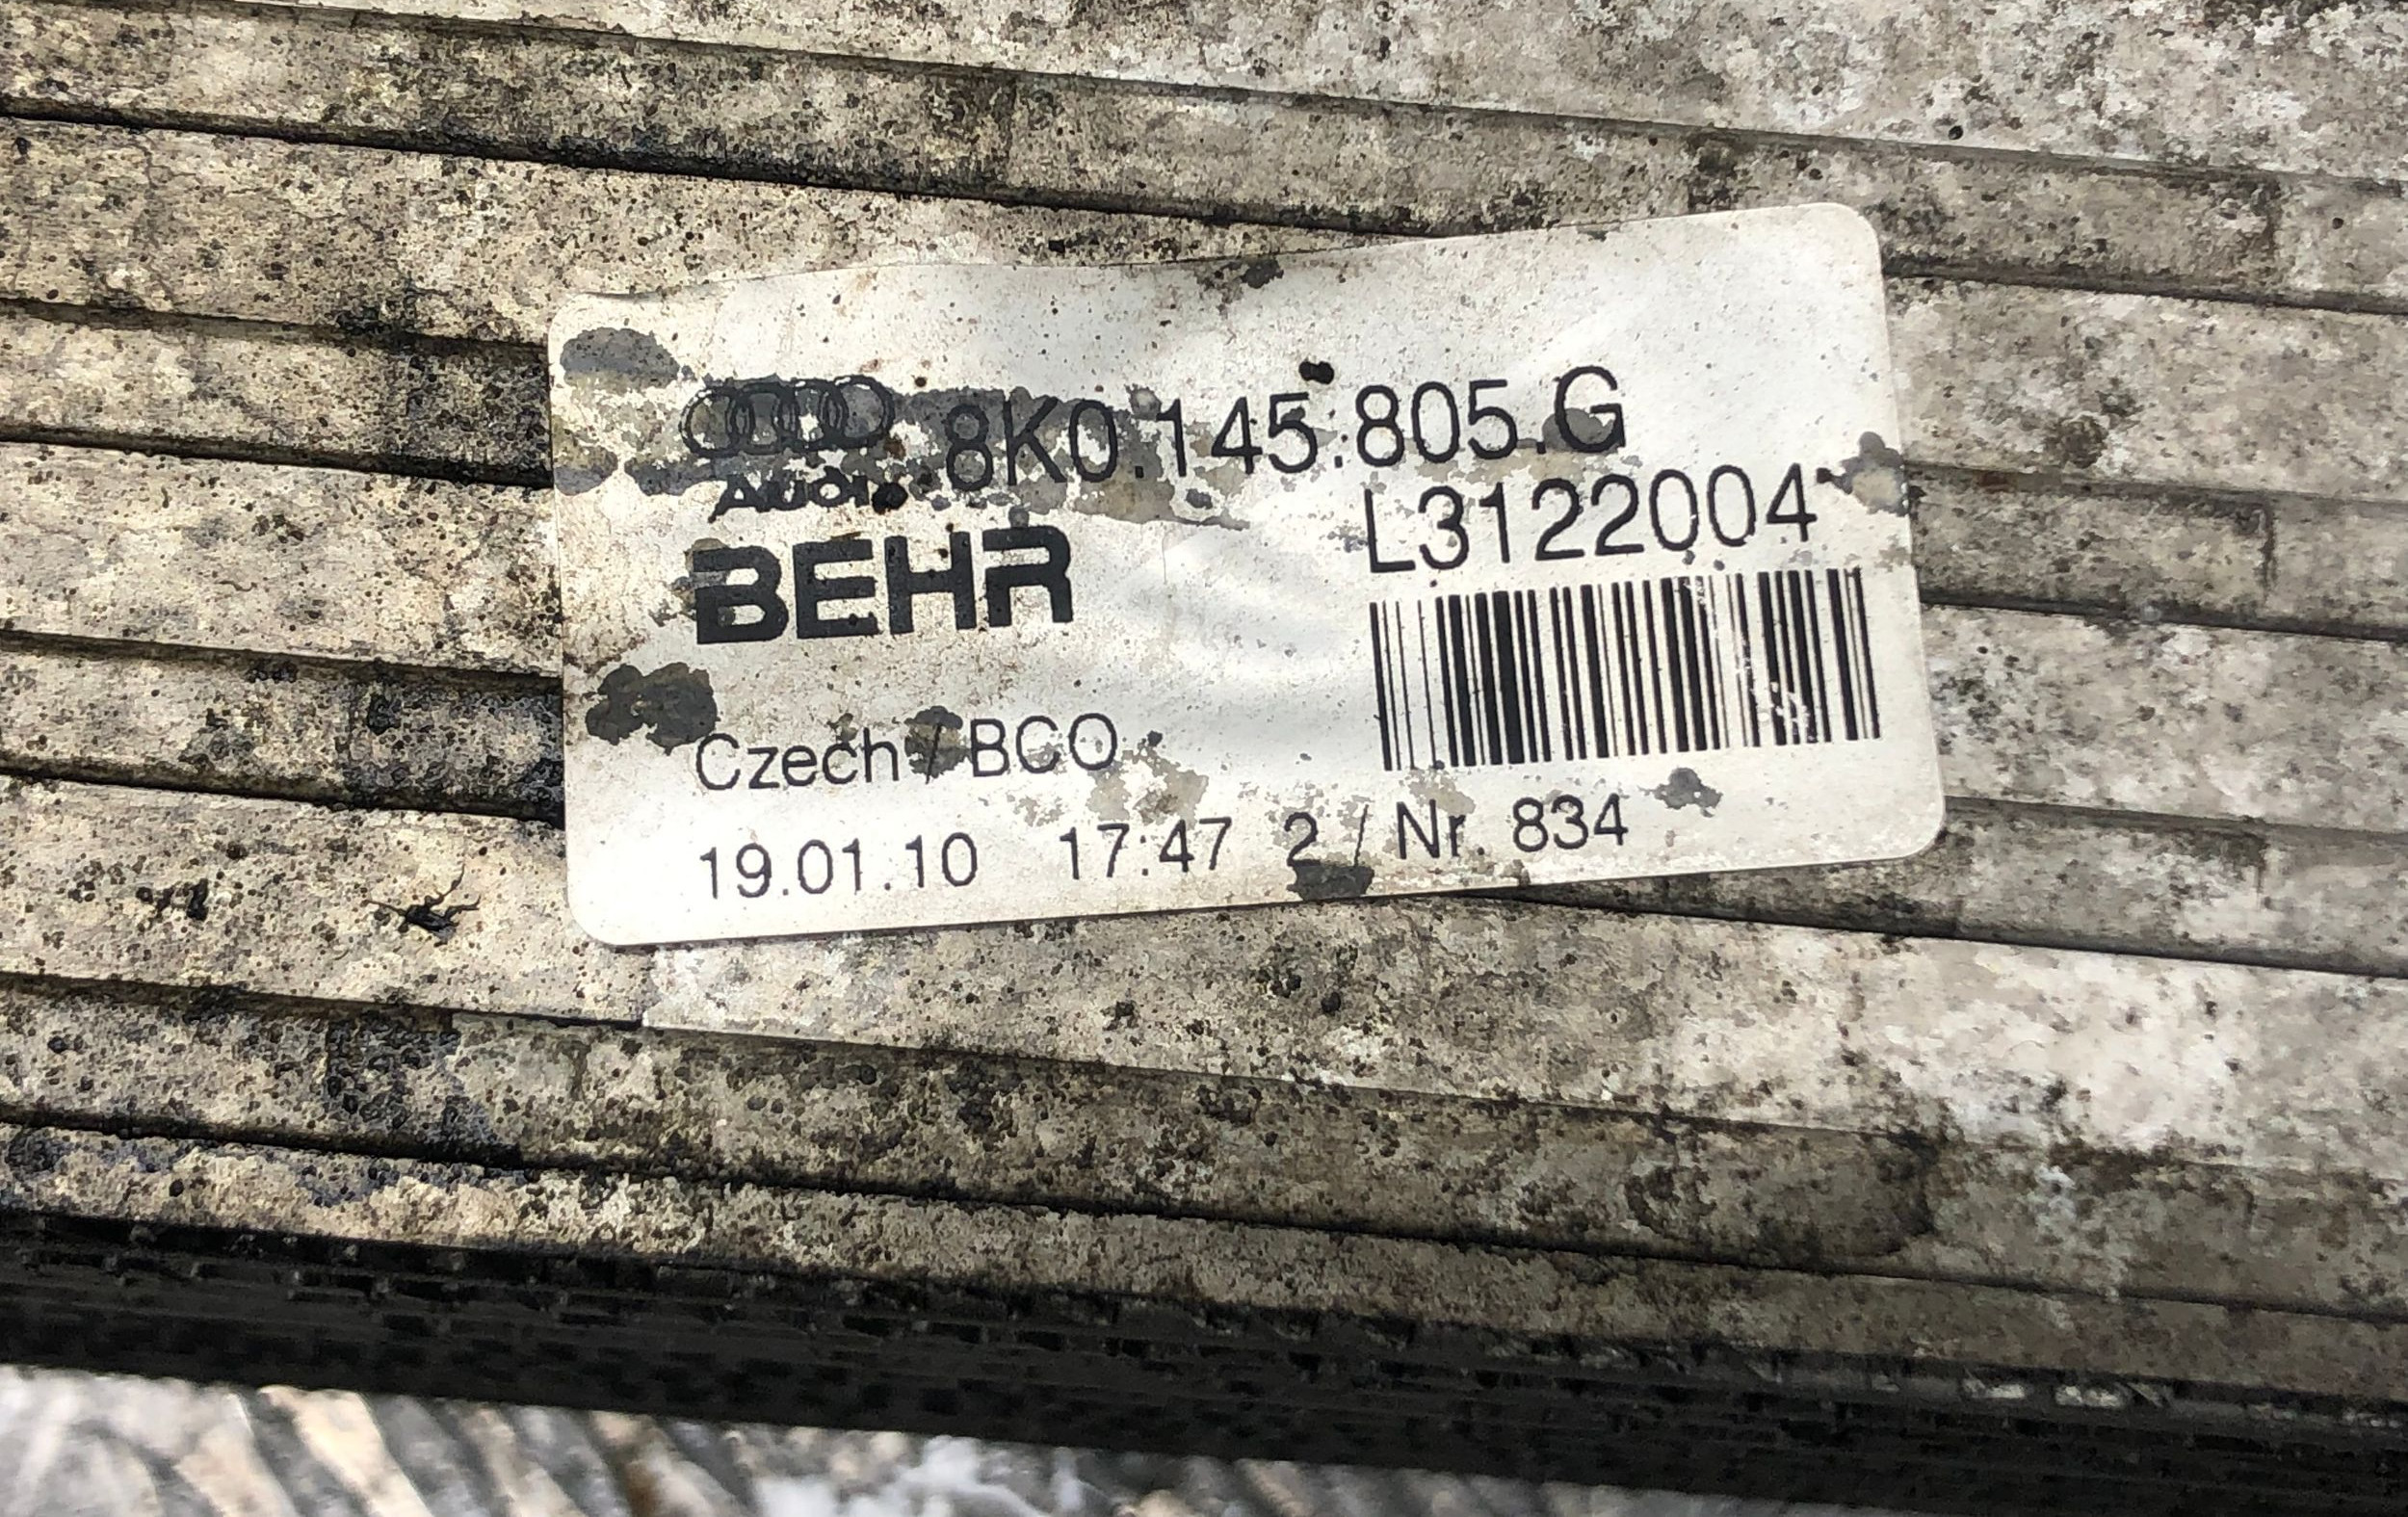 Audi 8K0.145.805.G
L3122004
BEHR
Czech / BCO
19.01.10 17:47 2 / Nr. 834